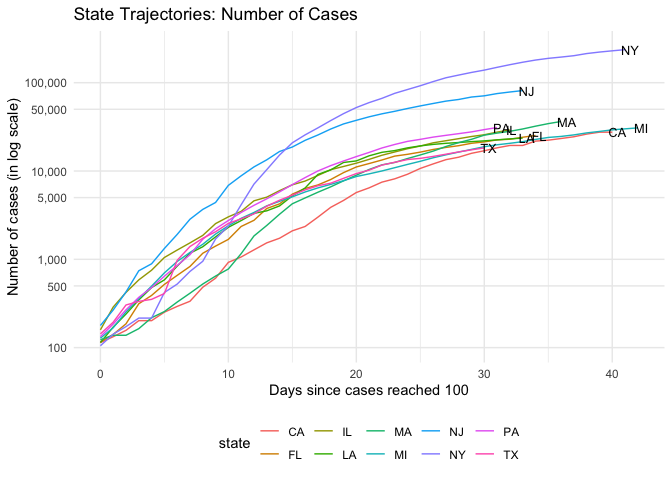 State Trajectories: Number of Cases
Number of cases (in log scale)
100,000
50,000
10,000
5,000
1,000
500
100
NY
NJ
MA
PA
IL
MI
CA
FL
LA
TX
0 10 20 30 40
Days since cases reached 100
state
CA IL MA NJ PA
FL LA MI NY TX